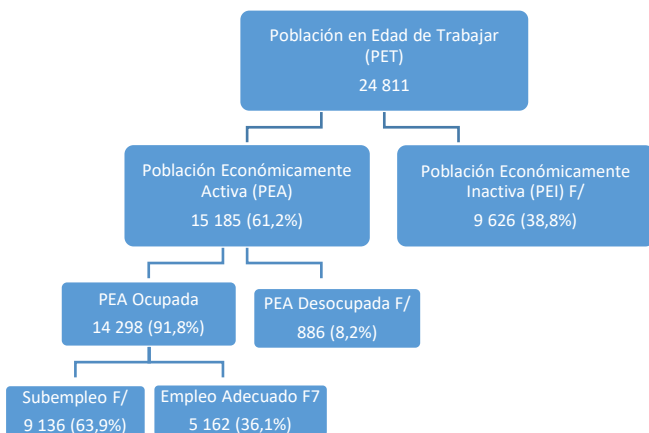 Población en Edad de Trabajar
(PET)
24 811
Población Económicamente
Activa (PEA)
15 185 (61,2%)
Población Económicamente
Inactiva (PEI) F/
9 626 (38,8%)
PEA Ocupada
14 298 (91,8%)
PEA Desocupada F/
886 (8,2%)
Subempleo F/
9 136 (63,9%)
Empleo Adecuado F7
5 162 (36,1%)